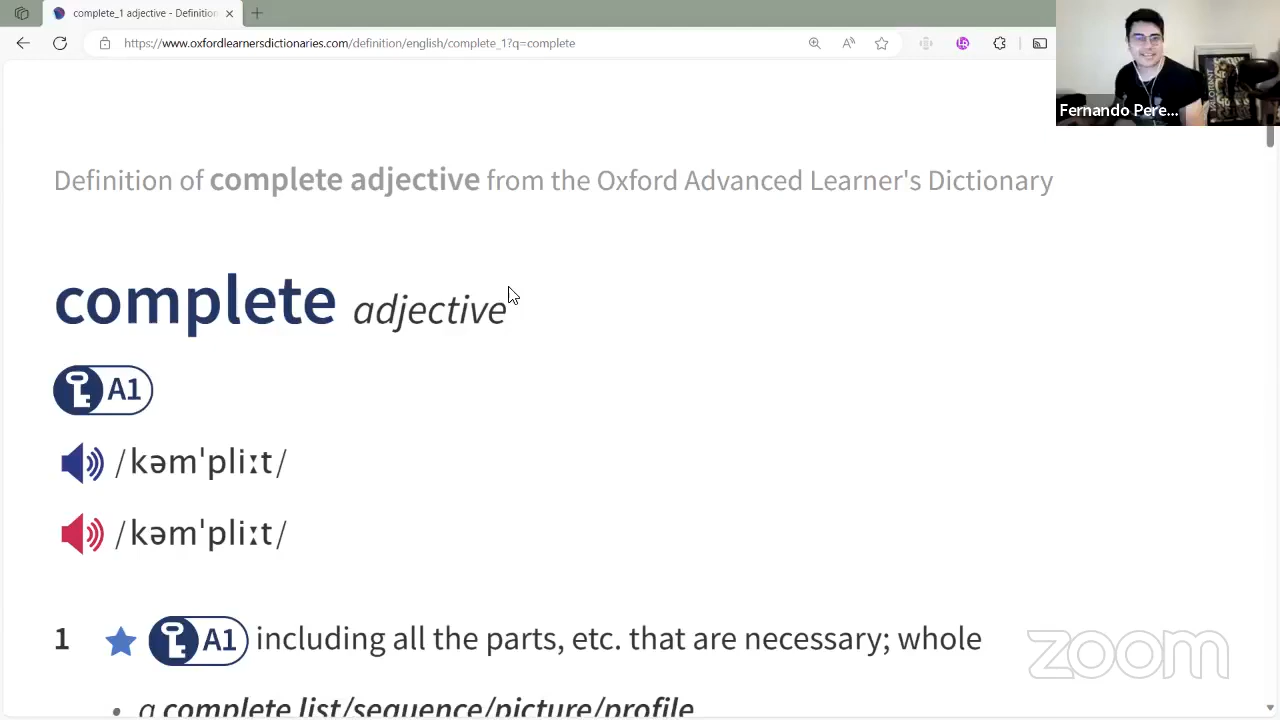 complete_1 adjective - Definition
https://www.oxfordlearnersdictionaries.com/definition/english/complete_1?q=complete
Fernando Pere...
VALORANT
Definition of complete adjective from the Oxford Advanced Learner's Dictionary
complete adjective
A1
/kəmˈpliːt/
/kəmˈpliːt/
1 A1 including all the parts, etc. that are necessary; whole
• a complete list/sequence/picture/profile
zoom